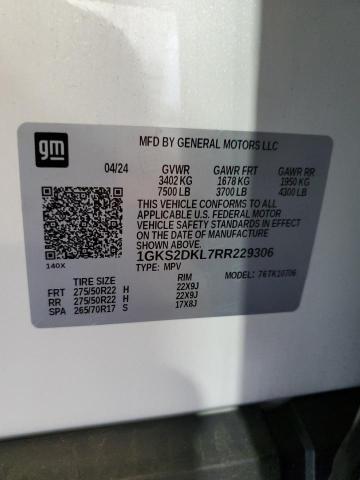 gm
MFD BY GENERAL MOTORS LLC
04/24 GVWR GAWR FRT GAWR RR
3402 KG 1678 KG 1950 KG
7500 LB 3700 LB 4300 LB
THIS VEHICLE CONFORMS TO ALL
APPLICABLE U.S. FEDERAL MOTOR
VEHICLE SAFETY STANDARDS IN EFFECT
ON THE DATE OF MANUFACTURE
SHOWN ABOVE.
1GKS2DKL7RR229306
140X TYPE: MPV MODEL: 76TK10706
TIRE SIZE RIM
FRT 275/50R22 H 22X9J
RR 275/50R22 H 22X9J
SPA 265/70R17 S 17X8J